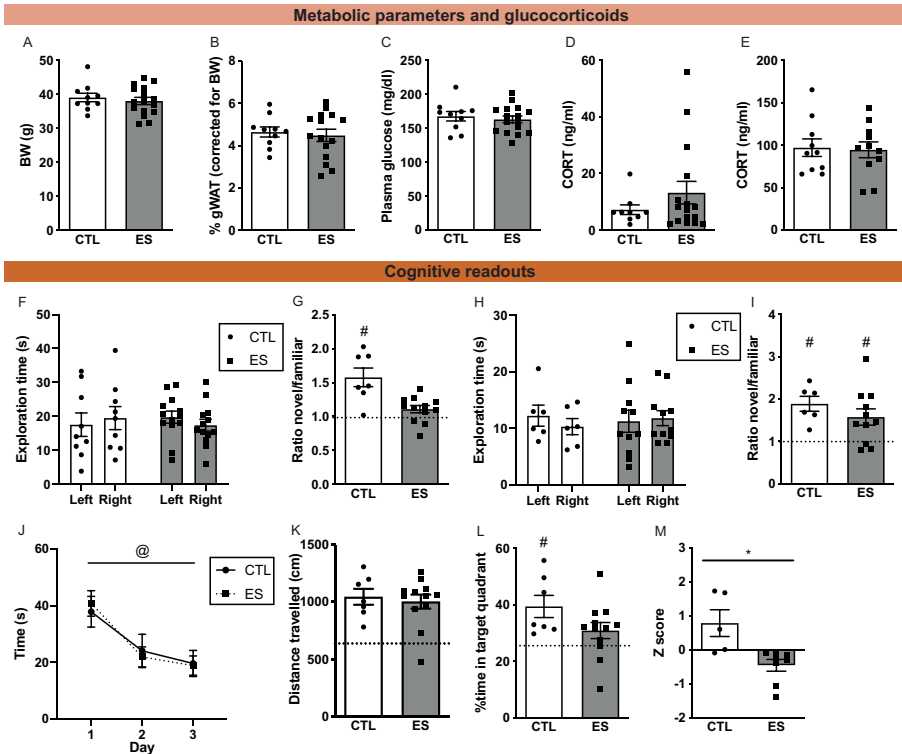 Metabolic parameters and glucocorticoids
A
BW (g)
60
40
20
0
CTL
ES
B
% gWAT (corrected for BW)
8
6
4
2
0
CTL
ES
C
Plasma glucose (mg/dl)
250
200
150
100
50
0
CTL
ES
D
CORT (ng/ml)
60
40
20
0
CTL
ES
E
CORT (ng/ml)
200
150
100
50
0
CTL
ES
Cognitive readouts
F
Exploration time (s)
50
40
30
20
10
0
Left Right
Left Right
CTL
ES
G
Ratio novel/familiar
2.5
2.0
1.5
1.0
0.5
0.0
#
CTL
ES
H
Exploration time (s)
30
20
10
0
Left Right
Left Right
CTL
ES
I
Ratio novel/familiar
4
3
2
1
0
#
#
CTL
ES
J
Time (s)
60
40
20
0
@
1
2
3
Day
CTL
ES
K
Distance travelled (cm)
1500
1000
500
0
CTL
ES
L
%time in target quadrant
80
60
40
20
0
#
CTL
ES
M
Z score
3
2
1
0
-1
-2
*
CTL
ES